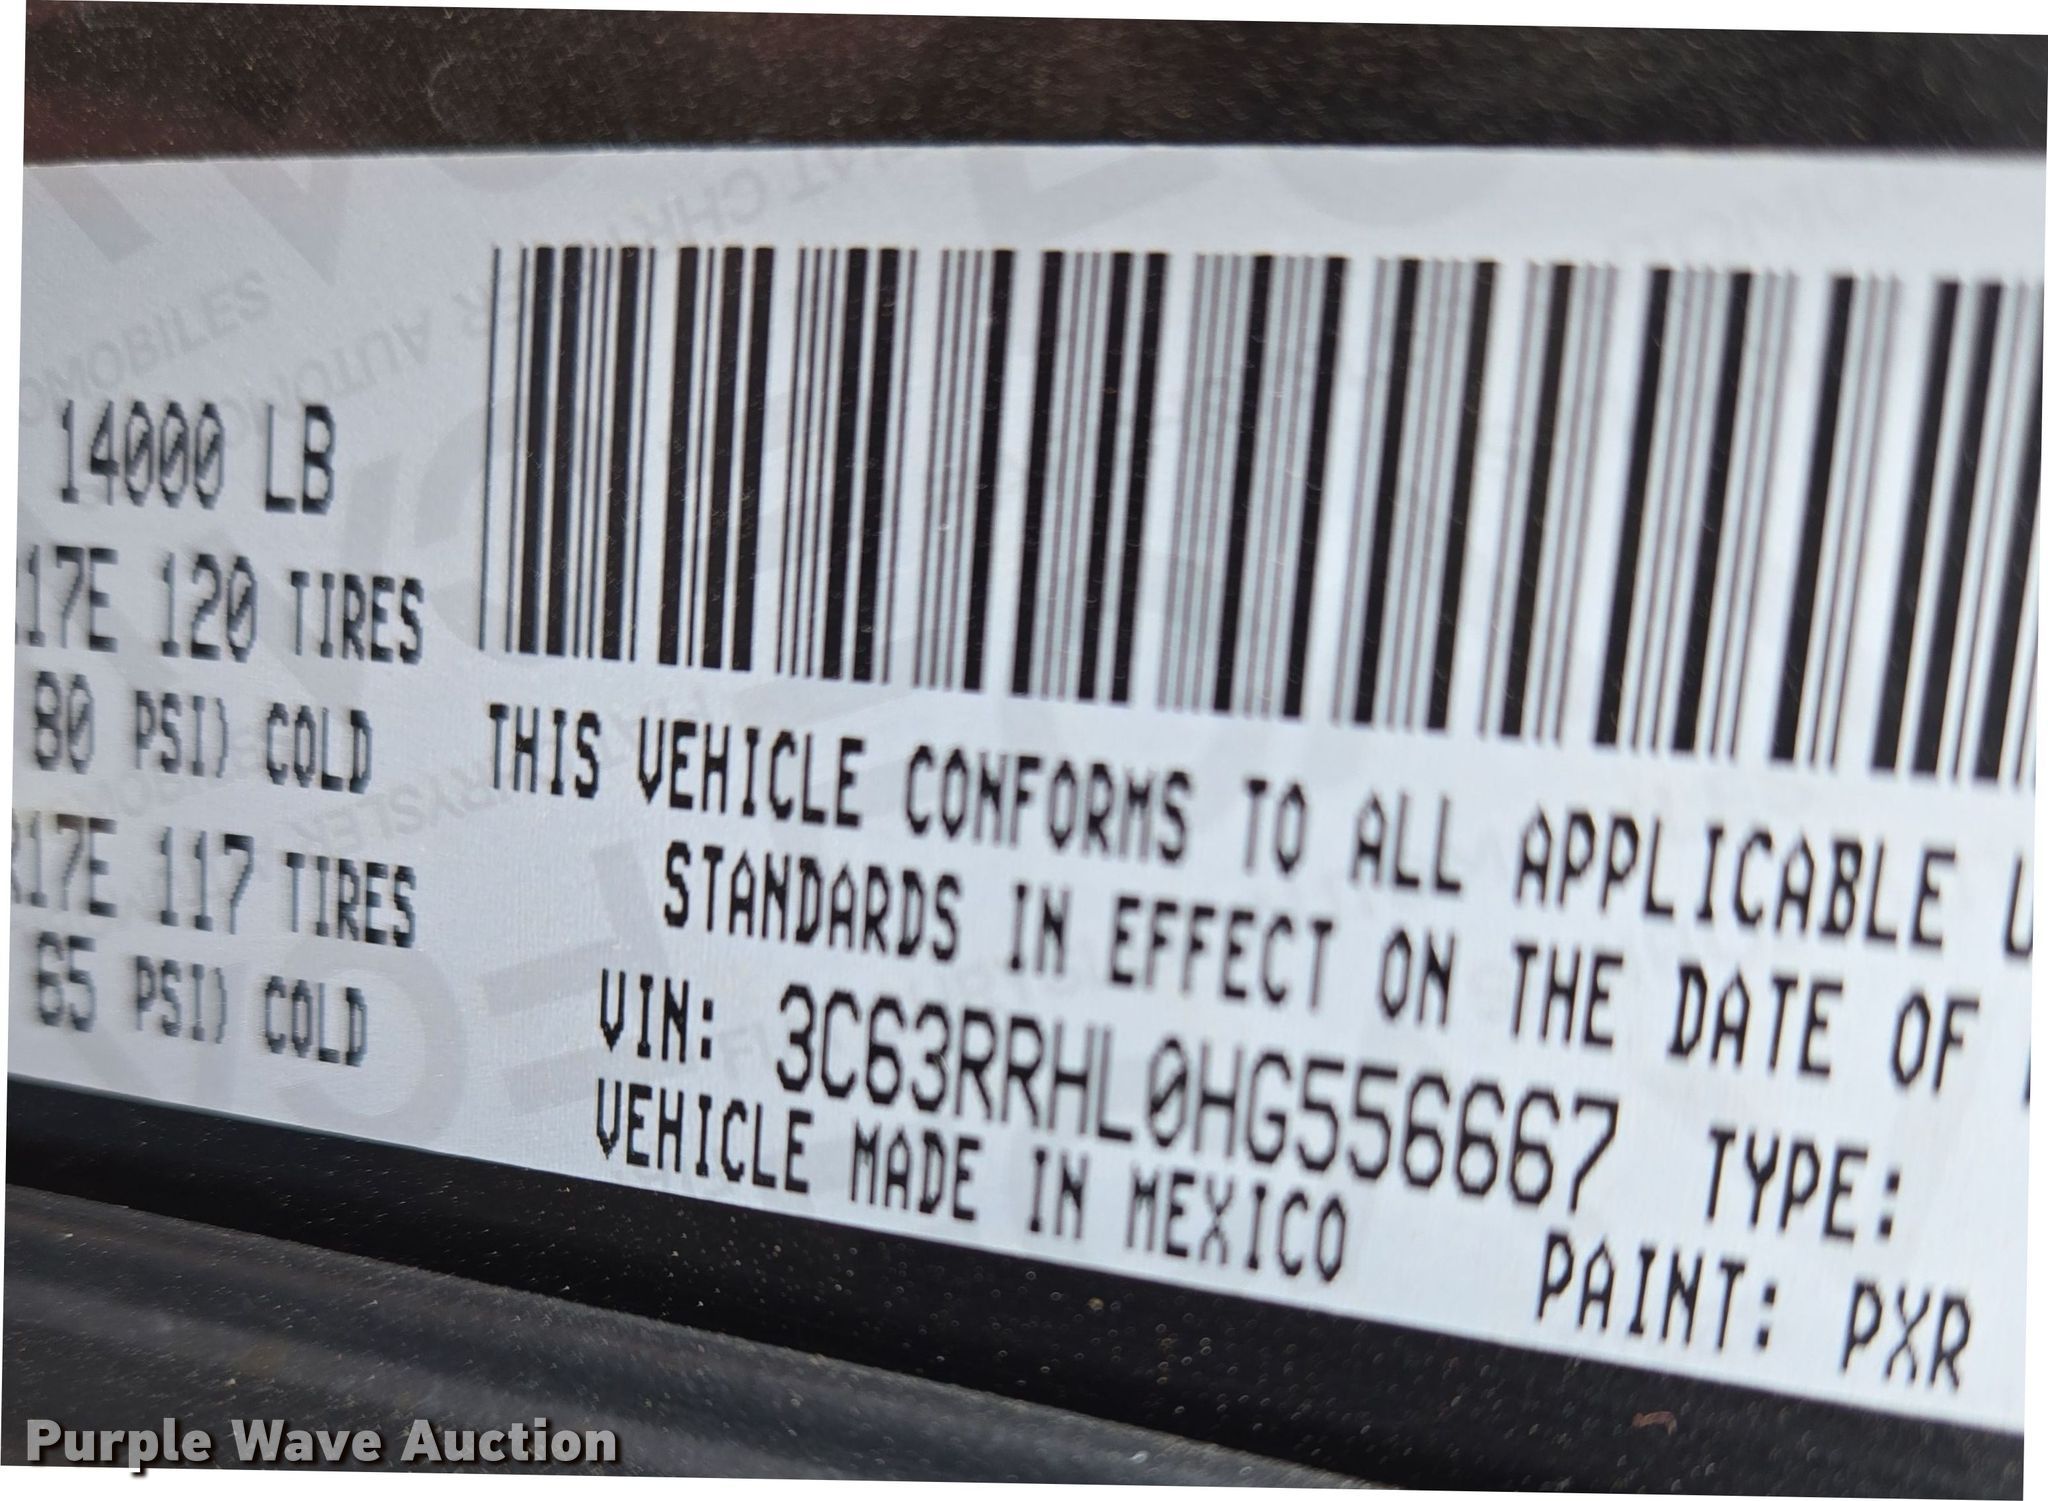 14000 LB
17E 120 TIRES
80 PSI) COLD
R17E 117 TIRES
65 PSI) COLD
THIS VEHICLE CONFORMS TO ALL APPLICABLE U
STANDARDS IN EFFECT ON THE DATE OF
VIN: 3C63RRHL0HG556667 TYPE:
VEHICLE MADE IN MEXICO PAINT: PXR
Purple Wave Auction